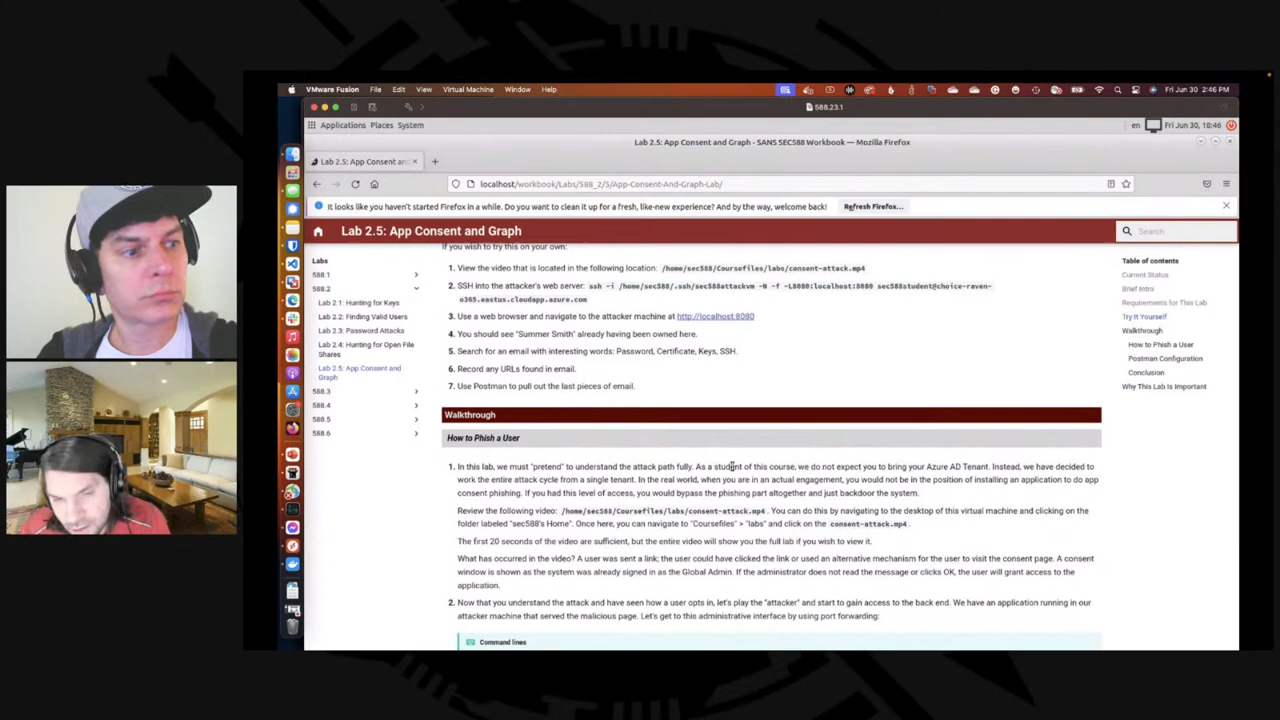 VMware Fusion File Edit View Virtual Machine Window Help Fri Jun 30 2:46 PM
588.23.1
Applications Places System en Fri Jun 30, 18:46
Lab 2.5: App Consent and Graph - SANS SEC588 Workbook — Mozilla Firefox
Lab 2.5: App Consent and × +
localhost/workbook/Labs/588_2/5/App-Consent-And-Graph-Lab/
It looks like you haven't started Firefox in a while. Do you want to clean it up for a fresh, like-new experience? And by the way, welcome back! Refresh Firefox...
Lab 2.5: App Consent and Graph
Search
Labs
588.1
588.2
Lab 2.1: Hunting for Keys
Lab 2.2: Finding Valid Users
Lab 2.3: Password Attacks
Lab 2.4: Hunting for Open File
Shares
Lab 2.5: App Consent and
Graph
588.3
588.4
588.5
588.6
If you wish to try this on your own:
1. View the video that is located in the following location: /home/sec588/Coursefiles/labs/consent-attack.mp4
2. SSH into the attacker's web server: ssh -i /home/sec588/.ssh/sec588attackvm -N -f -L8080:localhost:8080 sec588student@choice-raven-
o365.eastus.cloudapp.azure.com
3. Use a web browser and navigate to the attacker machine at http://localhost:8080
4. You should see "Summer Smith" already having been owned here.
5. Search for an email with interesting words: Password, Certificate, Keys, SSH.
6. Record any URLs found in email.
7. Use Postman to pull out the last pieces of email.
Walkthrough
How to Phish a User
1. In this lab, we must "pretend" to understand the attack path fully. As a student of this course, we do not expect you to bring your Azure AD Tenant. Instead, we have decided to
work the entire attack cycle from a single tenant. In the real world, when you are in an actual engagement, you would not be in the position of installing an application to do app
consent phishing. If you had this level of access, you would bypass the phishing part altogether and just backdoor the system.
Review the following video: /home/sec588/Coursefiles/labs/consent-attack.mp4 . You can do this by navigating to the desktop of this virtual machine and clicking on the
folder labeled "sec588's Home". Once here, you can navigate to "Coursefiles" > "labs" and click on the consent-attack.mp4 .
The first 20 seconds of the video are sufficient, but the entire video will show you the full lab if you wish to view it.
What has occurred in the video? A user was sent a link; the user could have clicked the link or used an alternative mechanism for the user to visit the consent page. A consent
window is shown as the system was already signed in as the Global Admin. If the administrator does not read the message or clicks OK, the user will grant access to the
application.
2. Now that you understand the attack and have seen how a user opts in, let's play the "attacker" and start to gain access to the back end. We have an application running in our
attacker machine that served the malicious page. Let's get to this administrative interface by using port forwarding:
Command lines
Table of contents
Current Status
Brief Intro
Requirements for This Lab
Try It Yourself
Walkthrough
How to Phish a User
Postman Configuration
Conclusion
Why This Lab Is Important